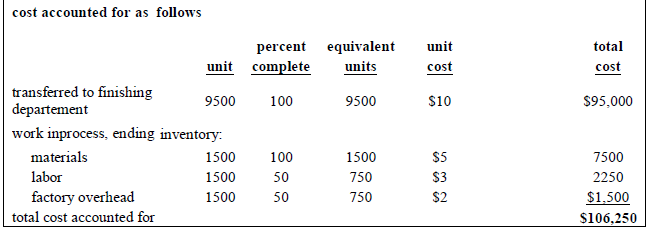 cost accounted for as follows
percent equivalent unit total
unit complete units cost cost
transferred to finishing
departement 9500 100 9500 $10 $95,000
work inprocess, ending inventory:
materials 1500 100 1500 $5 7500
labor 1500 50 750 $3 2250
factory overhead 1500 50 750 $2 $1,500
total cost accounted for $106,250